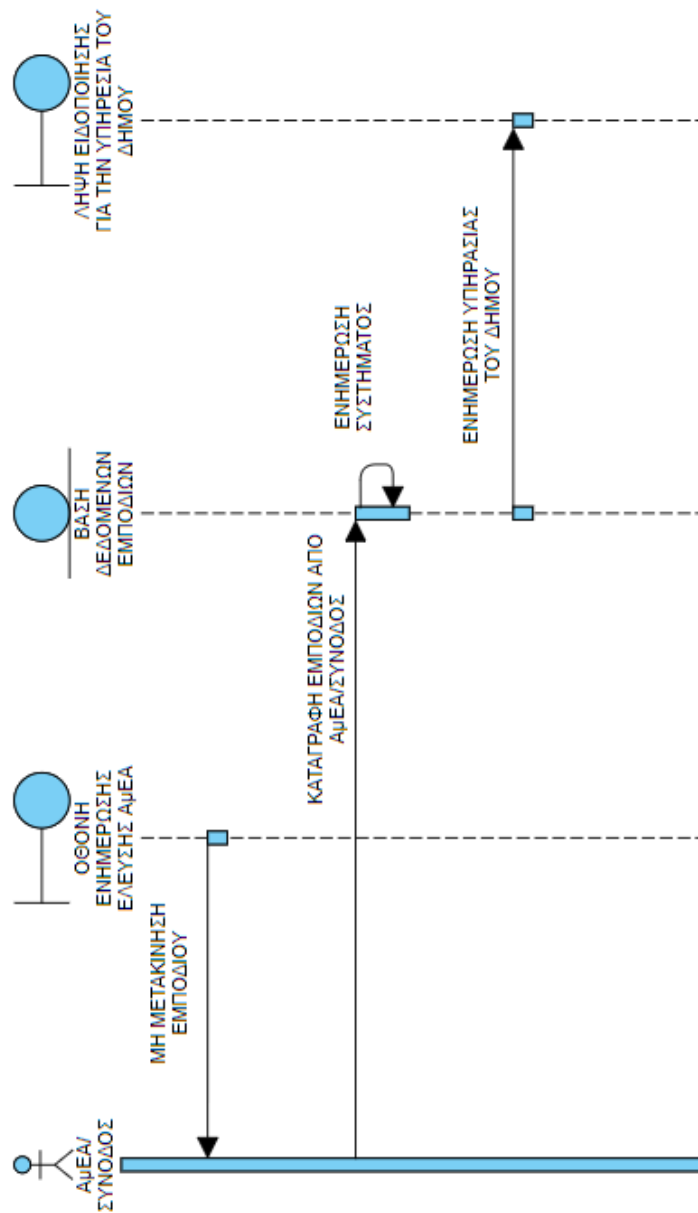 ΑμΕΑ/
ΣΥΝΟΔΟΣ
ΟΘΟΝΗ
ΕΝΗΜΕΡΩΣΗΣ
ΕΛΕΥΣΗΣ ΑμΕΑ
ΒΑΣΗ
ΔΕΔΟΜΕΝΩΝ
ΕΜΠΟΔΙΩΝ
ΛΗΨΗ ΕΙΔΟΠΟΙΗΣΗΣ
ΓΙΑ ΤΗΝ ΥΠΗΡΕΣΙΑ ΤΟΥ
ΔΗΜΟΥ
ΜΗ ΜΕΤΑΚΙΝΗΣΗ
ΕΜΠΟΔΙΟΥ
ΚΑΤΑΓΡΑΦΗ ΕΜΠΟΔΙΩΝ ΑΠΟ
ΑμΕΑ/ΣΥΝΟΔΟΣ
ΕΝΗΜΕΡΩΣΗ
ΣΥΣΤΗΜΑΤΟΣ
ΕΝΗΜΕΡΩΣΗ ΥΠΗΡΑΣΙΑΣ
ΤΟΥ ΔΗΜΟΥ